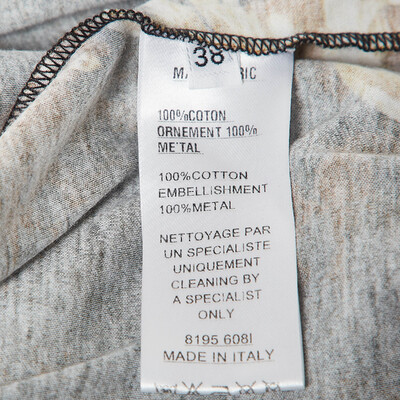 38
100%COTON
ORNEMENT 100%
METAL
100%COTTON
EMBELLISHMENT
100%METAL
NETTOYAGE PAR
UN SPECIALISTE
UNIQUEMENT
CLEANING BY
A SPECIALIST
ONLY
8195 608I
MADE IN ITALY